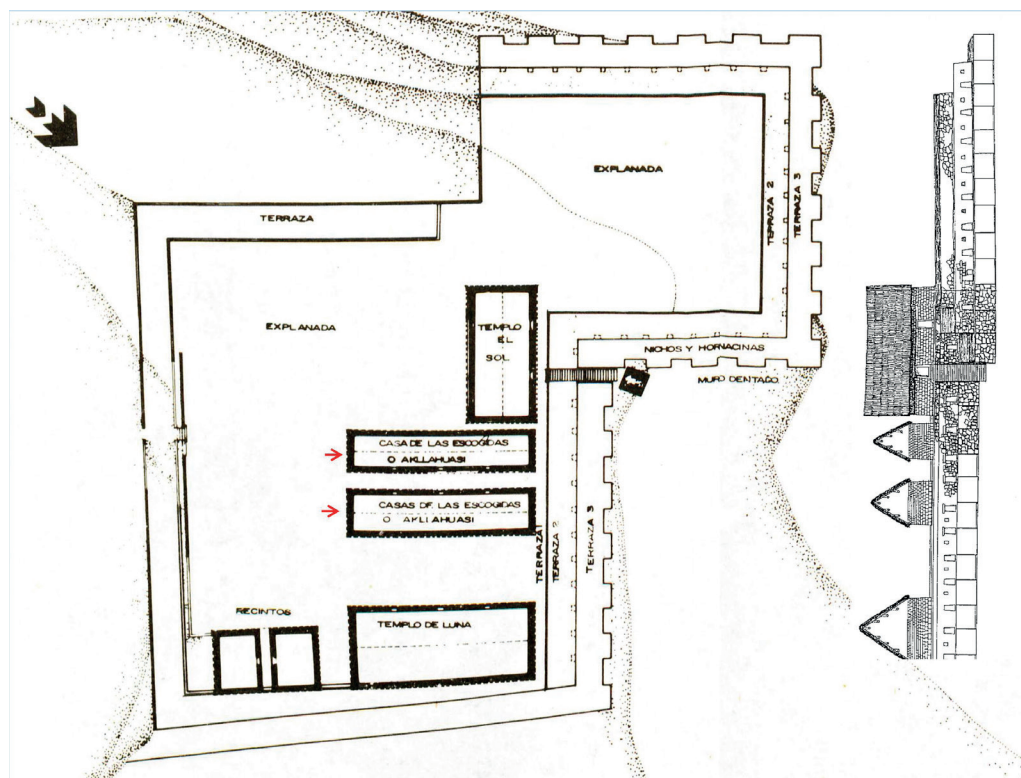 EXPLANADA
TERRAZA 2
TERRAZA 3
TERRAZA
EXPLANADA
TEMPLO
EL
SOL
NICHOS Y HORNACINAS
MURO DENTADO
CASA DE LAS ESCOGIDAS
O AKLLAHUASI
CASAS DE LAS ESCOGIDAS
O AKLLAHUASI
TERRAZA 1
TERRAZA 2
TERRAZA 3
RECINTOS
TEMPLO DE LUNA